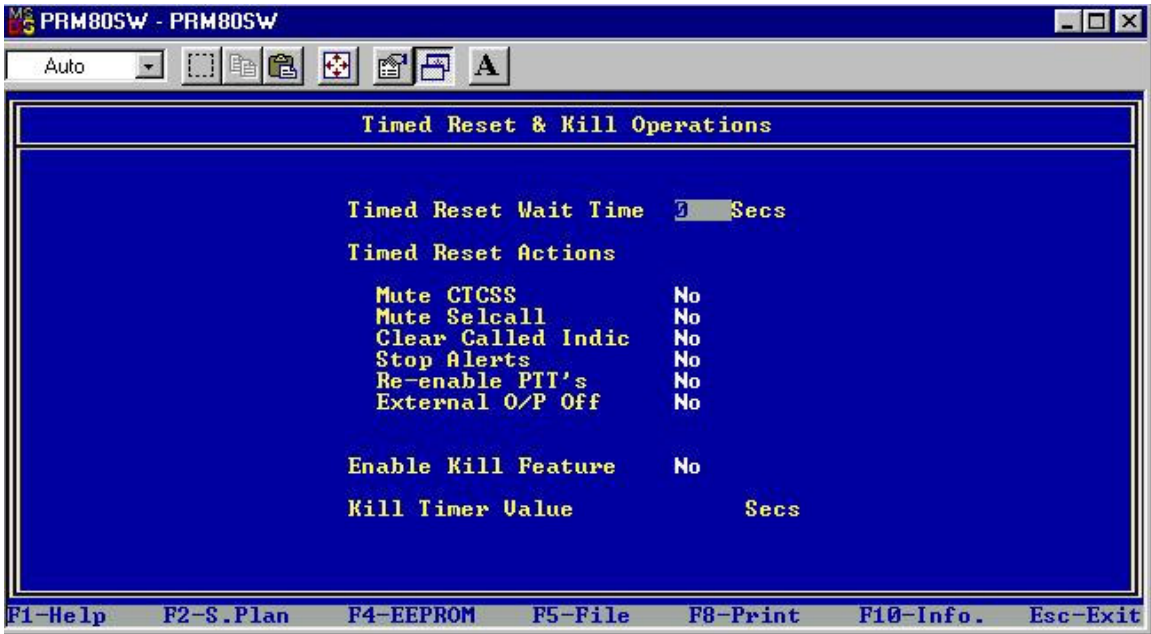 PRM80SW - PRM80SW
Auto A
Timed Reset & Kill Operations
Timed Reset Wait Time 0 Secs
Timed Reset Actions
Mute CTCSS No
Mute Selcall No
Clear Called Indic No
Stop Alerts No
Re-enable PTT's No
External O/P Off No
Enable Kill Feature No
Kill Timer Value Secs
F1-Help F2-S.Plan F4-EEPROM F5-File F8-Print F10-Info. Esc-Exit